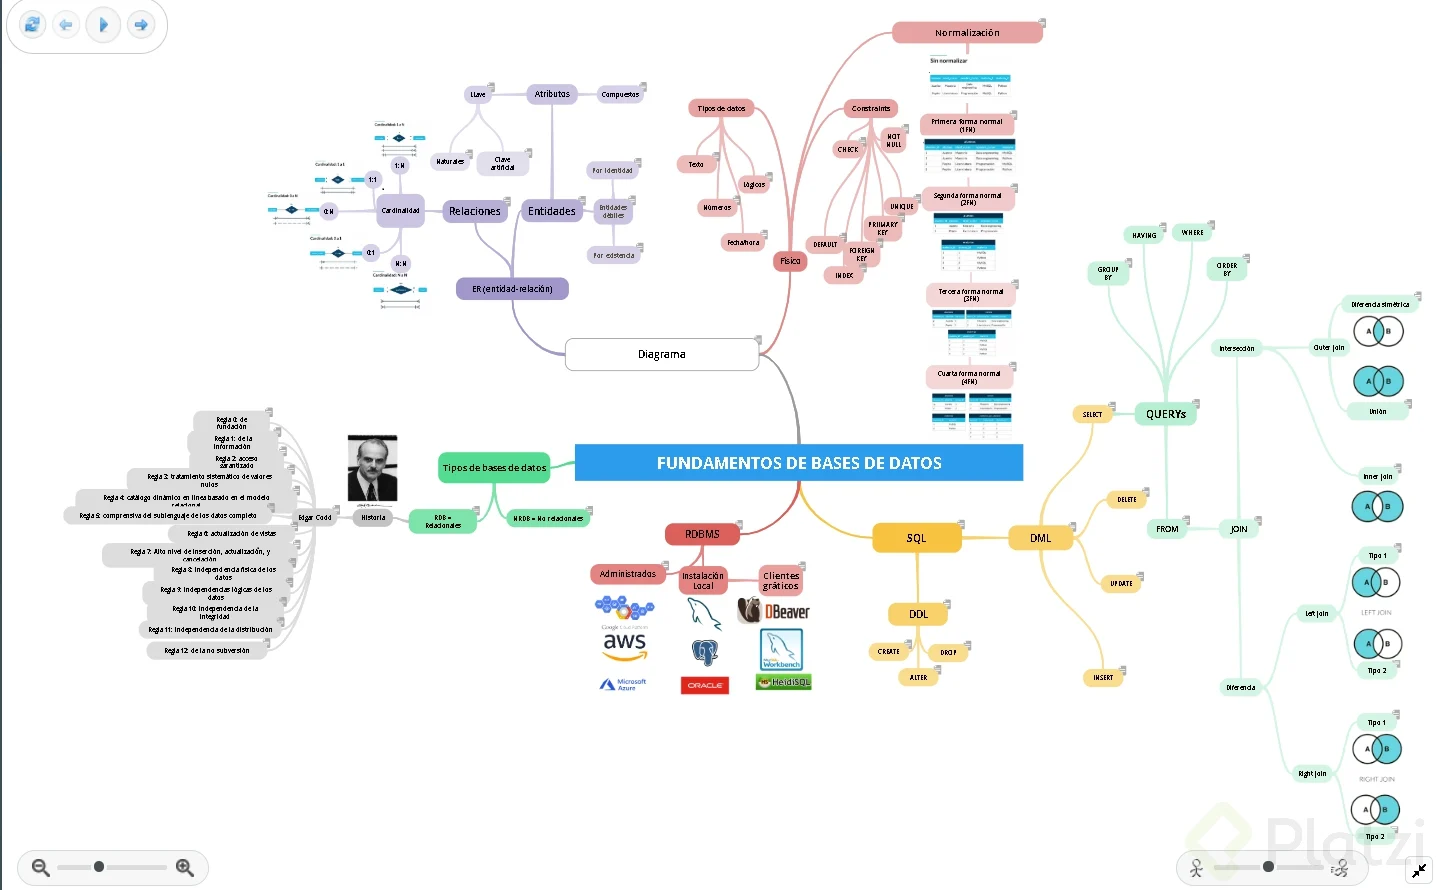 Normalización
Sin normalizar
Primera forma normal
(1FN)
Segunda forma normal
(2FN)
Tercera forma normal
(3FN)
Cuarta forma normal
(4FN)
Tipos de datos
Texto
Lógicos
Números
Fecha/hora
Constraints
CHECK
NOT
NULL
UNIQUE
PRIMARY
KEY
DEFAULT
FOREIGN
KEY
INDEX
Físico
Llave
Atributos
Compuestos
Naturales
Clave
artificial
Por identidad
Entidades
débiles
Por existencia
Entidades
Relaciones
Cardinalidad
1:N
1:1
0:N
0:1
N:N
ER (entidad-relación)
Diagrama
FUNDAMENTOS DE BASES DE DATOS
Tipos de bases de datos
RDB =
Relacionales
NRDB = No relacionales
Historia
Edgar Codd
Regla 0: de
fundación
Regla 1: de la
información
Regla 2: acceso
garantizado
Regla 3: tratamiento sistemático de valores
nulos
Regla 4: catálogo dinámico en línea basado en el modelo
relacional
Regla 5: comprensiva del sublenguaje de los datos completo
Regla 6: actualización de vistas
Regla 7: Alto nivel de inserción, actualización, y
cancelación
Regla 8: independencia física de los
datos
Regla 9: independencias lógicas de los
datos
Regla 10: independencia de la
integridad
Regla 11: independencia de la distribución
Regla 12: de la no subversión
RDBMS
Administrados
Instalación
Local
Clientes
gráficos
Google Cloud Platform
aws
Microsoft
Azure
ORACLE
DBeaver
MySQL
Workbench
HeidiSQL
SQL
DDL
CREATE
DROP
ALTER
DML
SELECT
DELETE
UPDATE
INSERT
QUERYs
GROUP
BY
HAVING
WHERE
ORDER
BY
FROM
JOIN
Intersección
Outer join
Diferencia simétrica
A B
A B
Unión
Inner join
A B
Diferencia
Left join
Tipo 1
A B
LEFT JOIN
A B
Tipo 2
Right join
Tipo 1
A B
RIGHT JOIN
A B
Tipo 2
Platzi